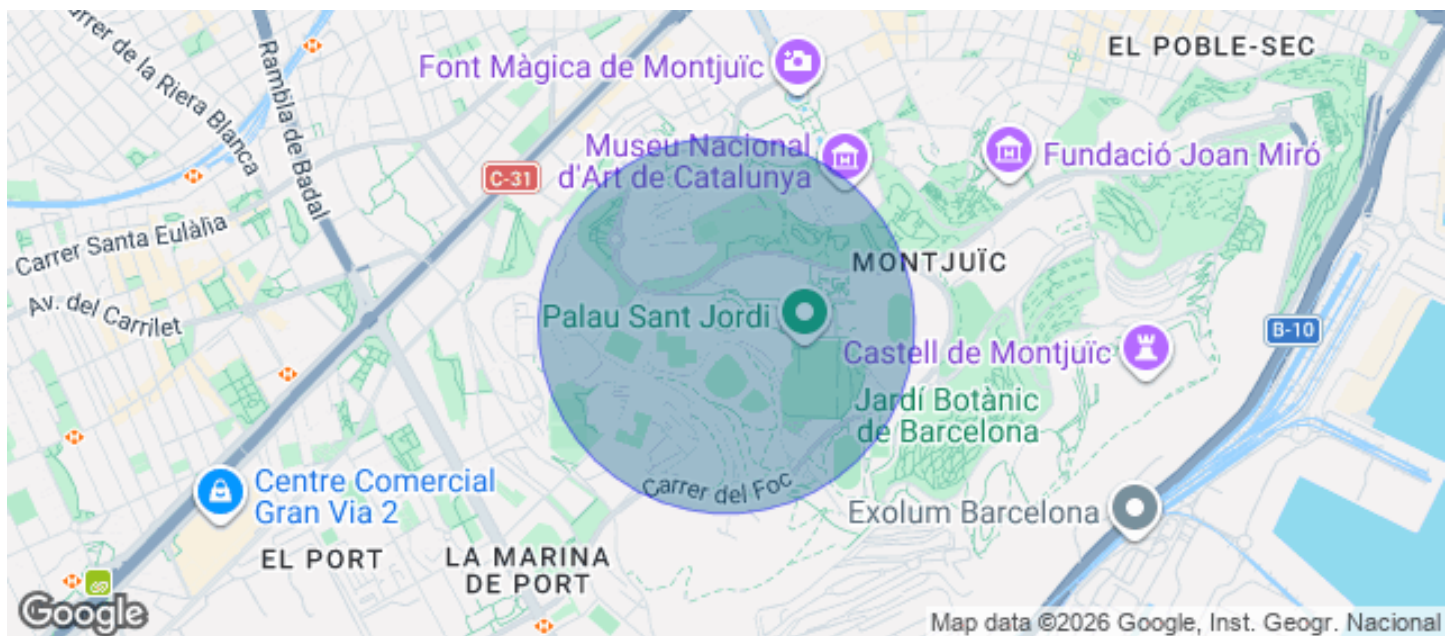 Carrer de la Riera Blanca
Rambla de Badal
EL POBLE-SEC
Font Màgica de Montjuïc
Museu Nacional
d'Art de Catalunya
Fundació Joan Miró
C-31
Carrer Santa Eulàlia
Av. del Carrilet
MONTJUÏC
Palau Sant Jordi
B-10
Castell de Montjuïc
Jardí Botànic
de Barcelona
Centre Comercial
Gran Via 2
Carrer del Foc
Exolum Barcelona
EL PORT
LA MARINA
DE PORT
Google
Map data ©2026 Google, Inst. Geogr. Nacional